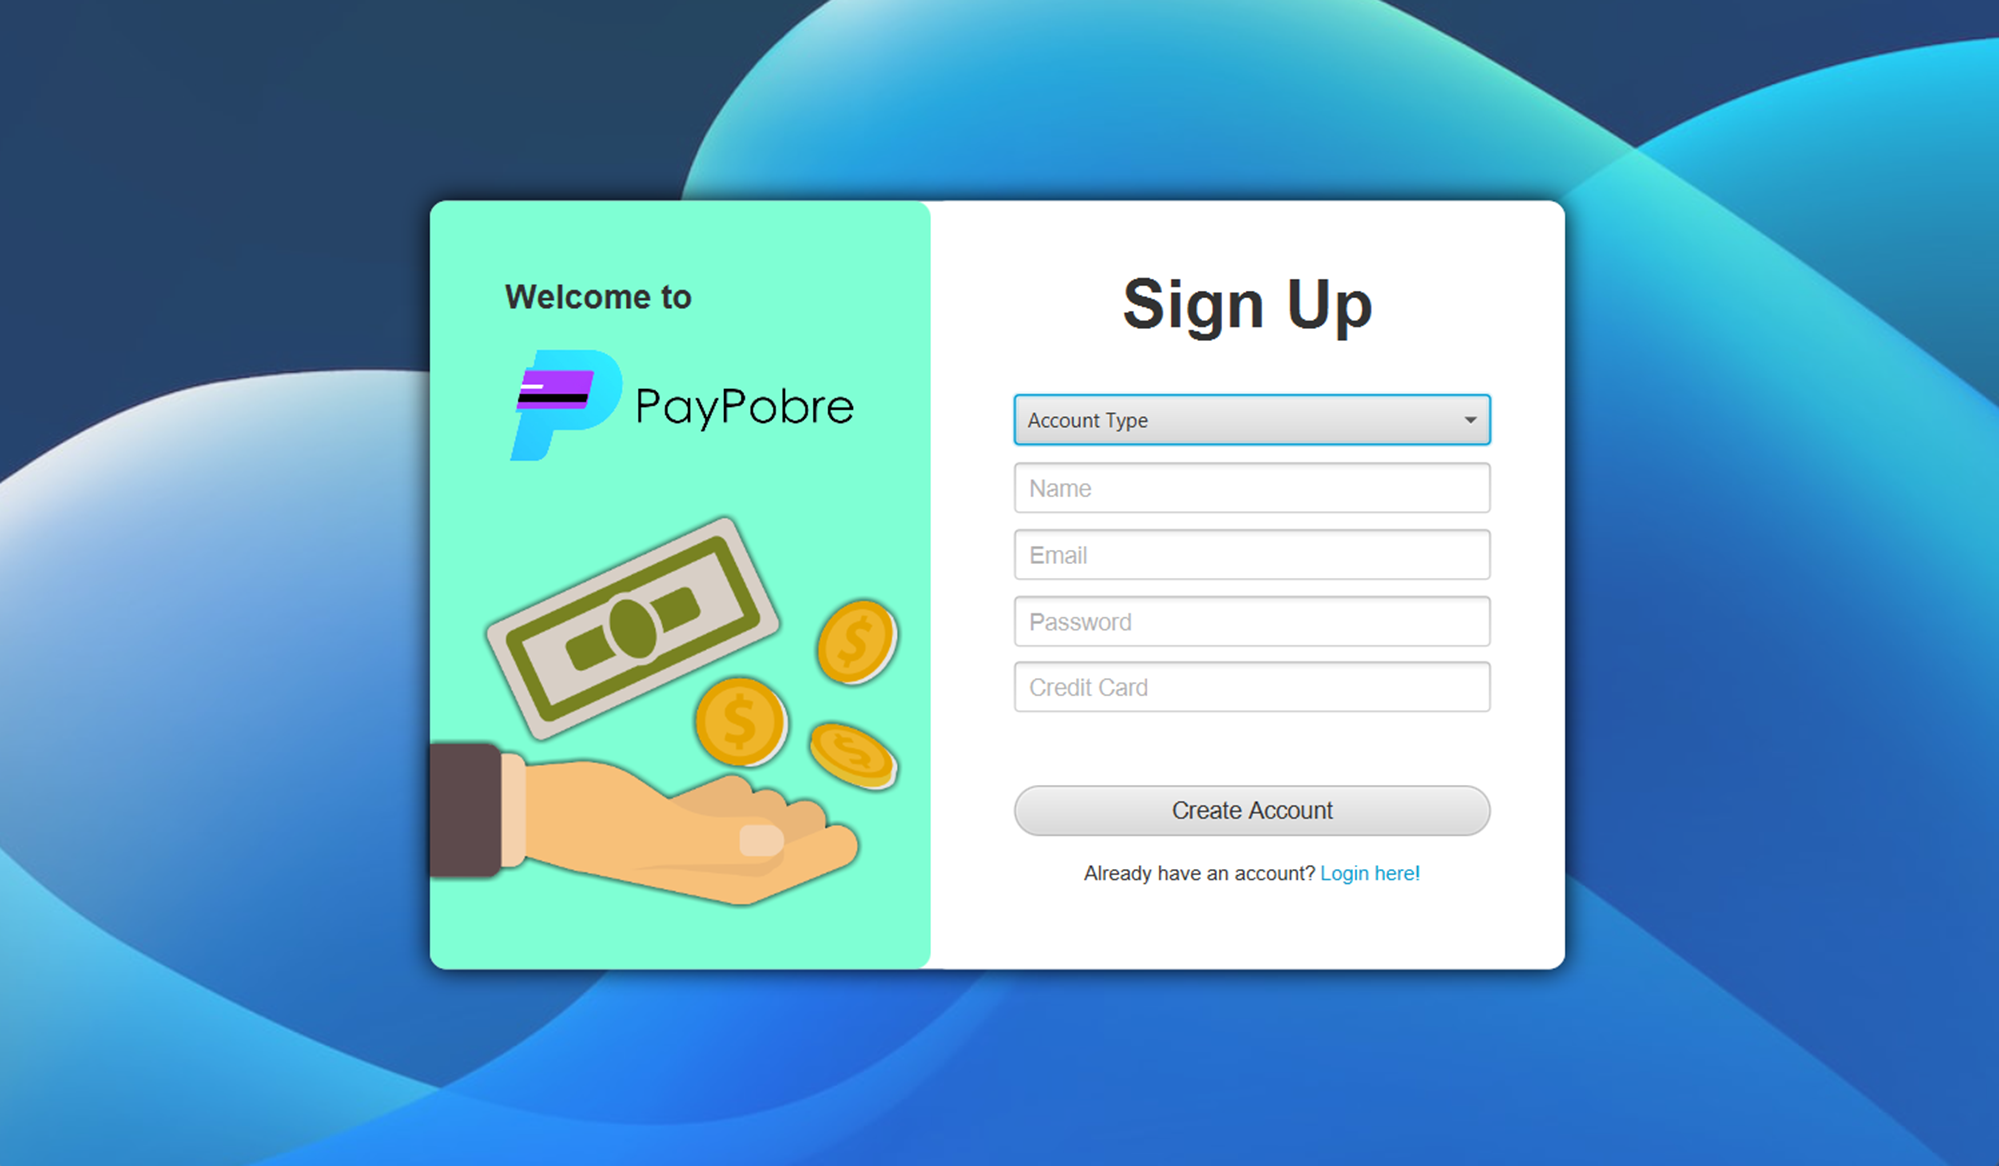 Welcome to
PayPobre
$
$
$
Sign Up
Account Type
Name
Email
Password
Credit Card
Create Account
Already have an account? Login here!